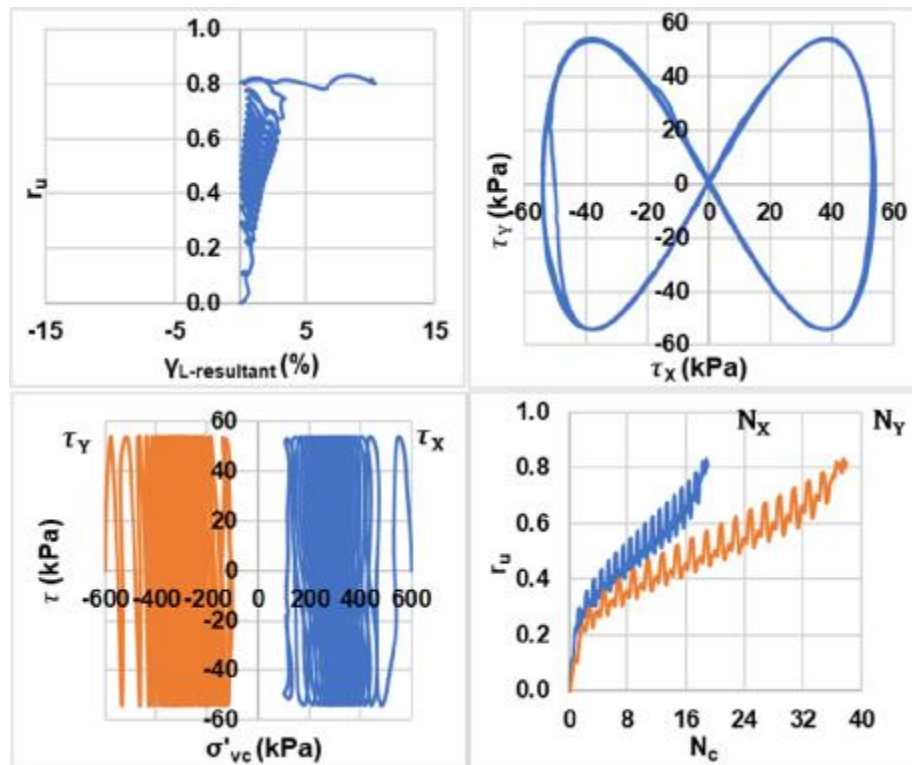 1.0
0.8
0.6
0.4
0.2
0.0
r_u
-15 -5 5 15
γ_L-resultant (%)
60
40
20
0
-20
-40
-60
-60 -40 -20 0 20 40 60
τ_Y (kPa)
τ_X (kPa)
60
40
20
0
-20
-40
-60
τ_Y τ_X
τ (kPa)
-600 -400 -200 0 200 400 600
σ'_vc (kPa)
N_X N_Y
1.0
0.8
0.6
0.4
0.2
0.0
r_u
0 8 16 24 32 40
N_c